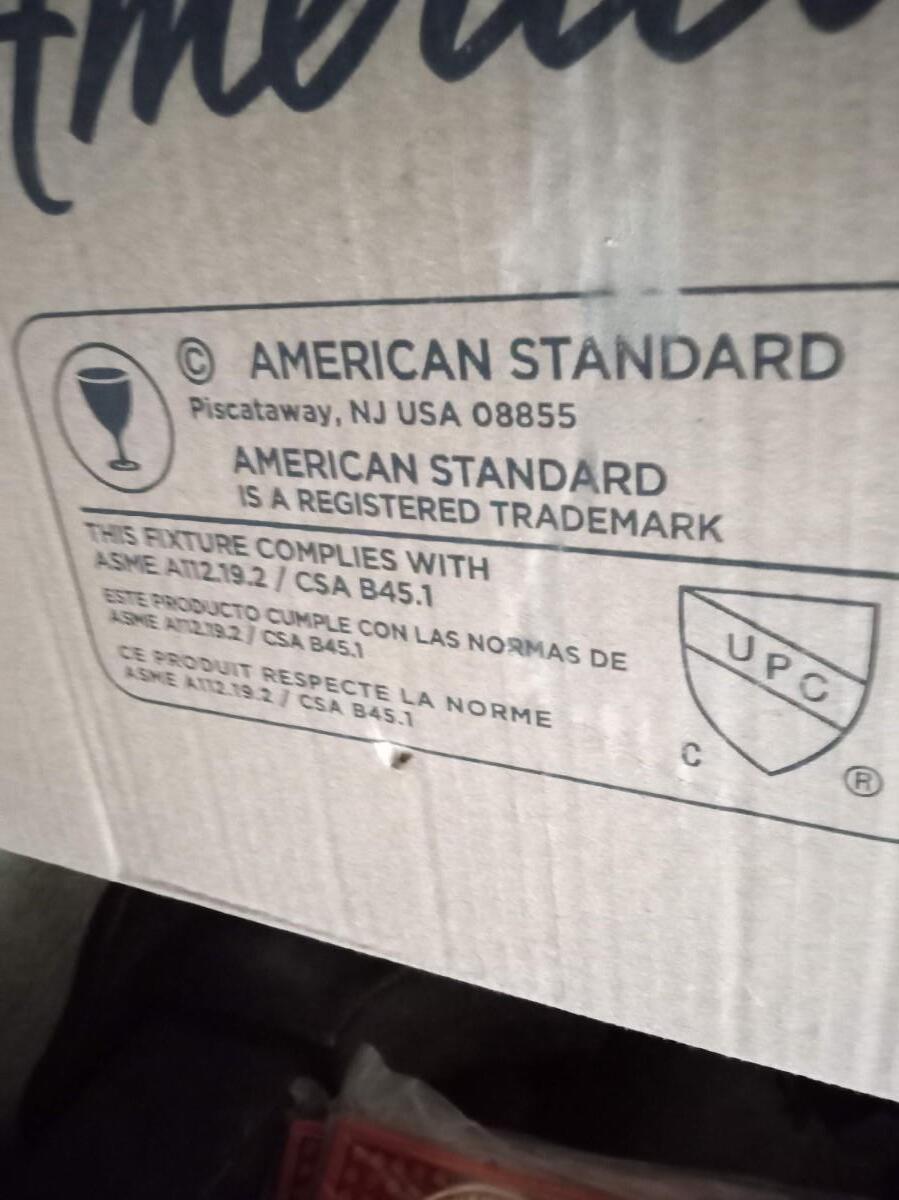 America
© AMERICAN STANDARD
Piscataway, NJ USA 08855
AMERICAN STANDARD
IS A REGISTERED TRADEMARK
THIS FIXTURE COMPLIES WITH
ASME A112.19.2 / CSA B45.1
ESTE PRODUCTO CUMPLE CON LAS NORMAS DE
ASME A112.19.2 / CSA B45.1
CE PRODUIT RESPECTE LA NORME
ASME A112.19.2 / CSA B45.1
UPC
C ®